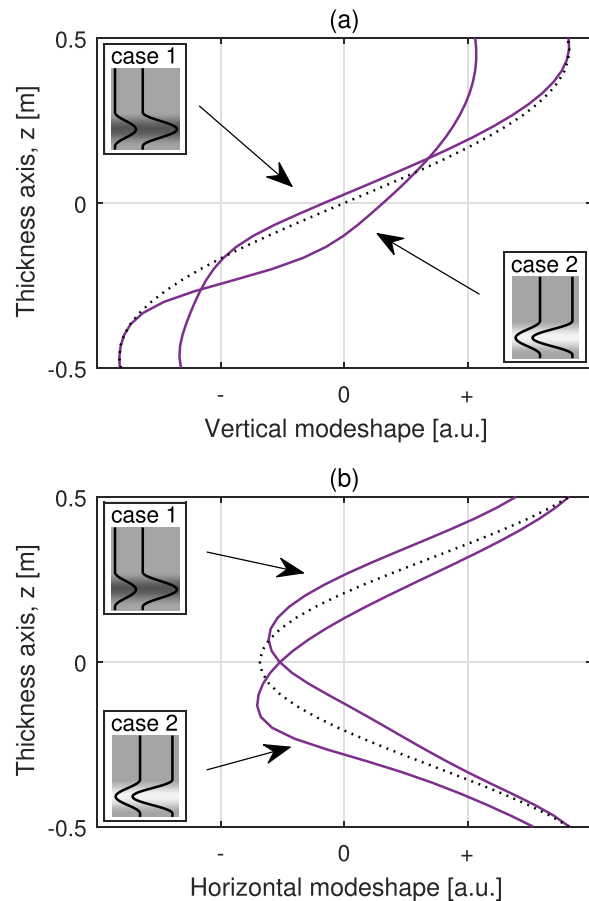 (a)
0.5
case 1
Thickness axis, z [m]
0
case 2
-0.5
- 0 +
Vertical modeshape [a.u.]
(b)
0.5
case 1
Thickness axis, z [m]
0
case 2
-0.5
- 0 +
Horizontal modeshape [a.u.]